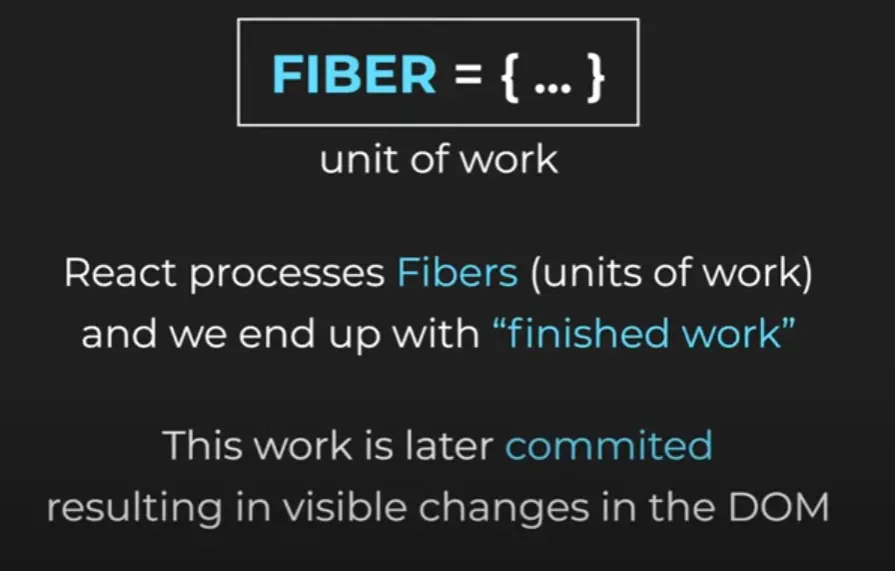 FIBER = { ... }
unit of work
React processes Fibers (units of work)
and we end up with “finished work”
This work is later commited
resulting in visible changes in the DOM